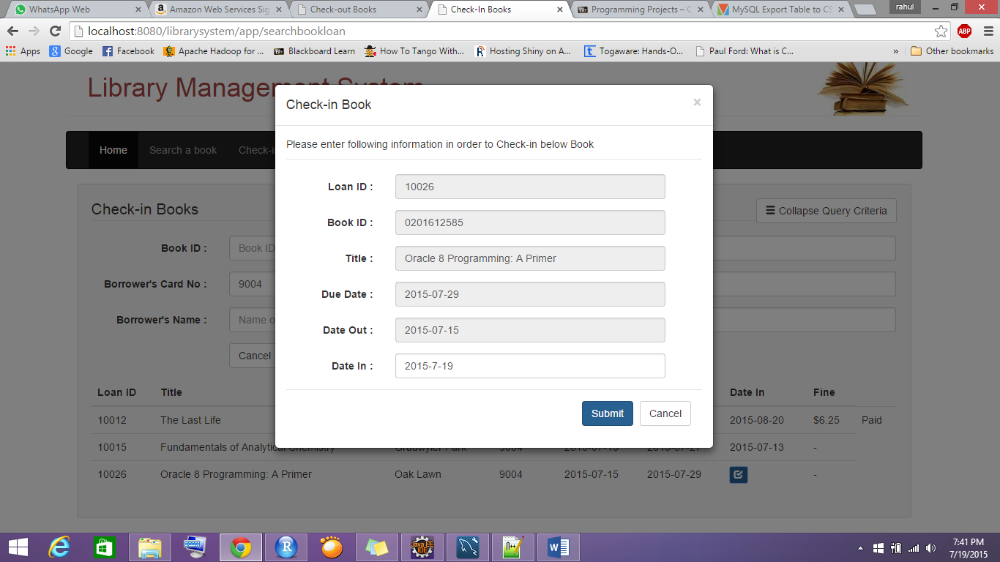 WhatsApp Web
Amazon Web Services Sig
Check-out Books
Check-In Books
Programming Projects – C
MySQL Export Table to CS
rahul
localhost:8080/librarysystem/app/searchbookloan
ABP
Apps Google Facebook Apache Hadoop for ... Blackboard Learn How To Tango With... Hosting Shiny on A... Togaware: Hands-O... Paul Ford: What is C... » Other bookmarks
Library Management System
Home Search a book Check-i
Check-in Books
Collapse Query Criteria
Book ID : Book ID
Borrower's Card No : 9004
Borrower's Name : Name o
Cancel
Check-in Book ×
Please enter following information in order to Check-in below Book
Loan ID : 10026
Book ID : 0201612585
Title : Oracle 8 Programming: A Primer
Due Date : 2015-07-29
Date Out : 2015-07-15
Date In : 2015-7-19
Submit Cancel
Loan ID Title Date In Fine
10012 The Last Life 2015-08-20 $6.25 Paid
10015 Fundamentals of Analytical Chemistry Grauwyler Park 9004 2015-07-13 2015-07-27 2015-07-13 -
10026 Oracle 8 Programming: A Primer Oak Lawn 9004 2015-07-15 2015-07-29 -
Java EE
IDE
7:41 PM
7/19/2015